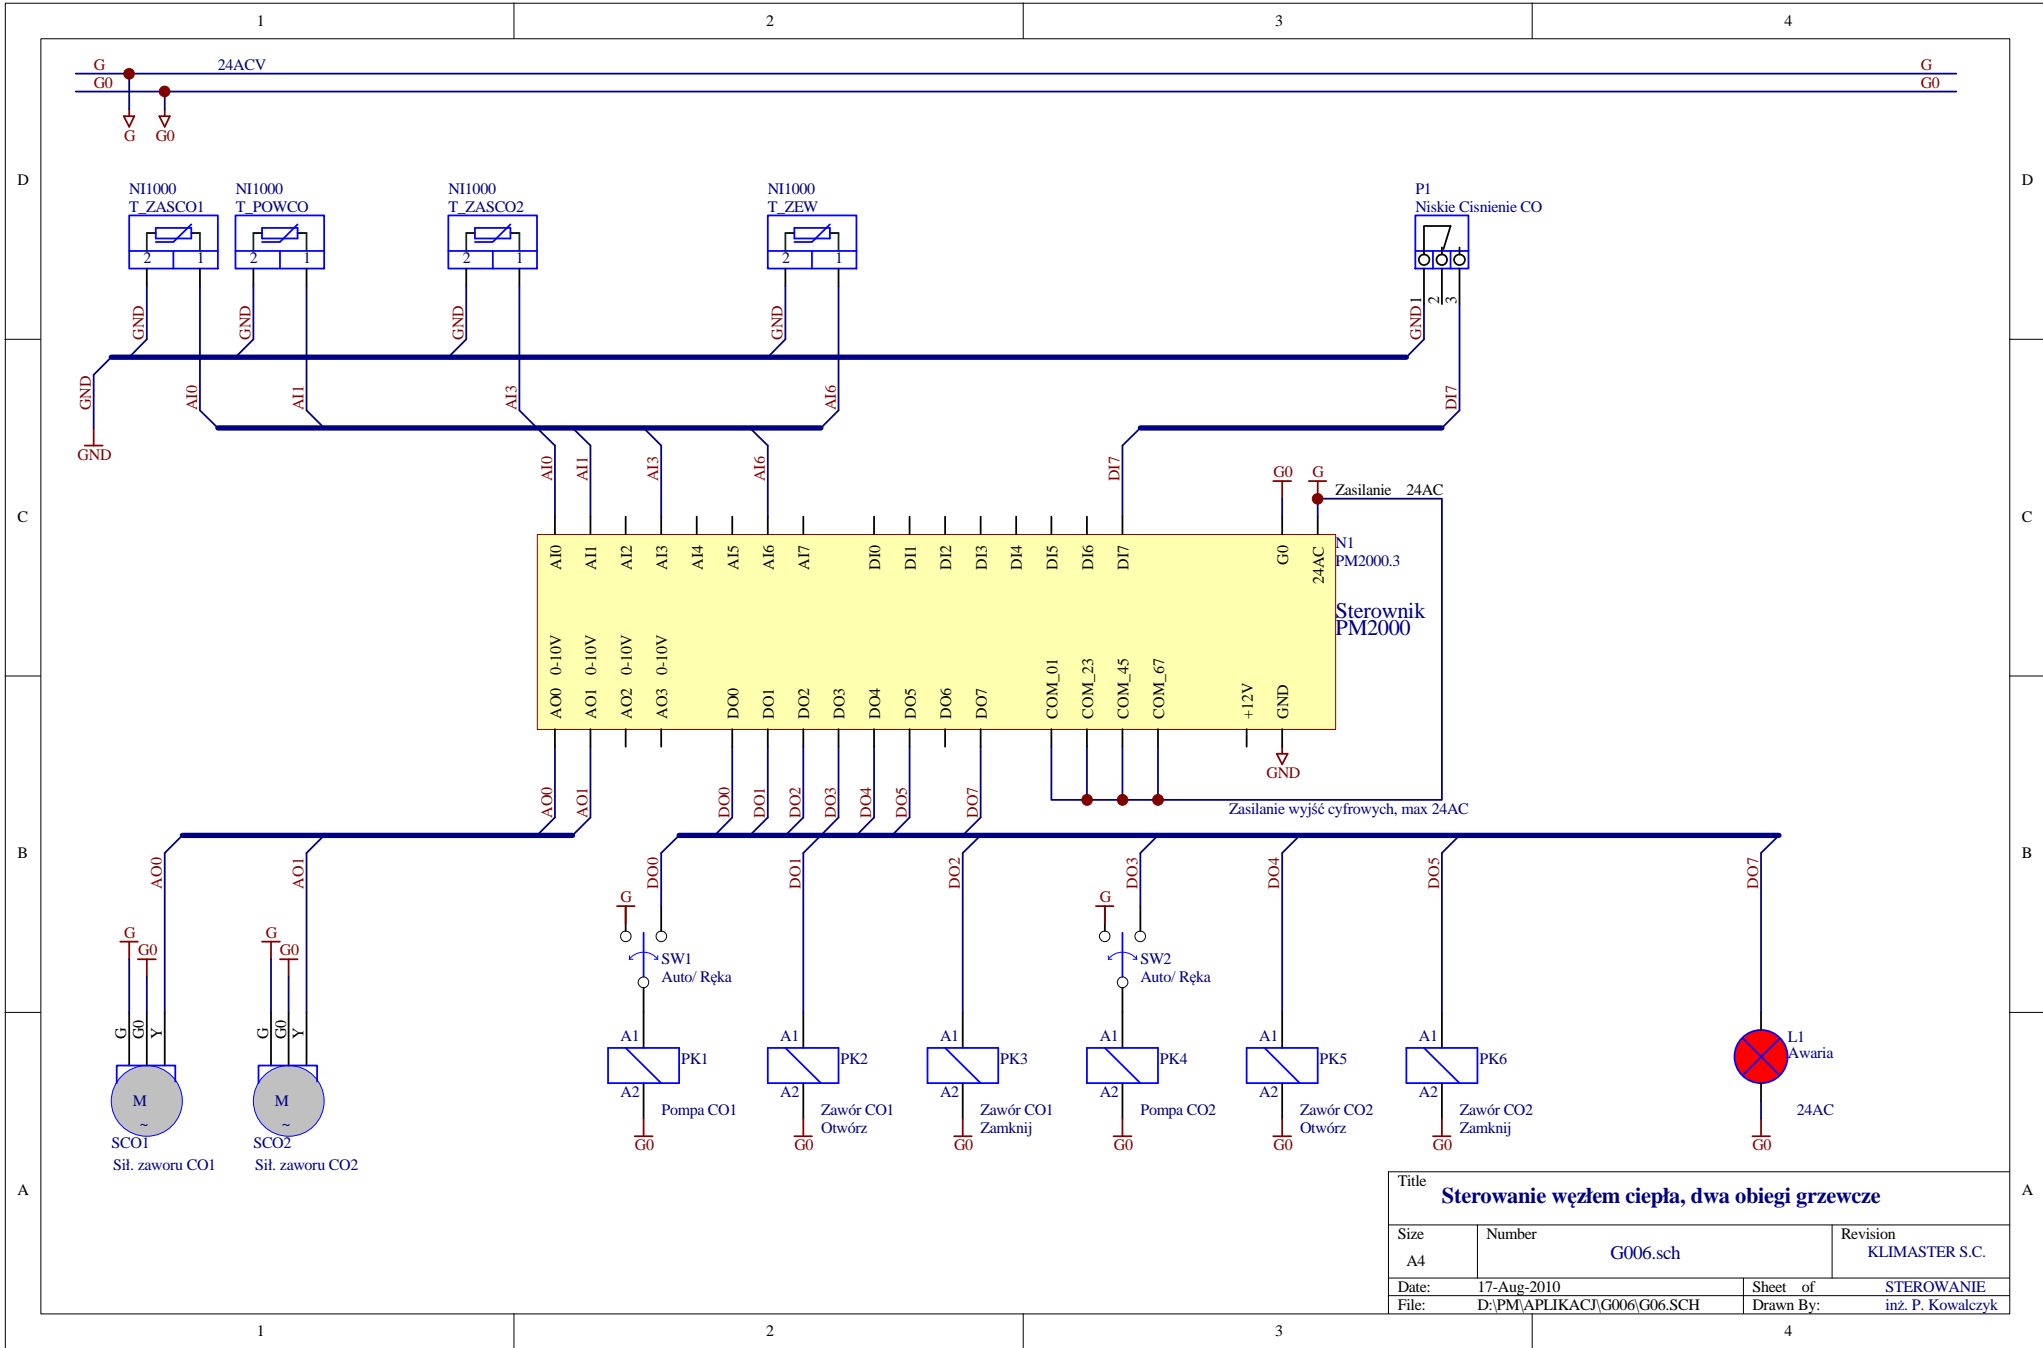 1 2 3 4
G 24ACV G
G0 G0
G G0
D D
NI1000 NI1000 NI1000 NI1000 P1
T_ZASCO1 T_POWCO T_ZASCO2 T_ZEW Niskie Cisnienie CO
2 1 2 1 2 1 2 1
1 2 3
GND GND GND GND GND
GND AI0 AI1 AI3 AI6 DI7
GND
AI0 AI1 AI3 AI6 DI7
G0 G
Zasilanie 24AC
C C
N1
PM2000.3
AI0 AI1 AI2 AI3 AI4 AI5 AI6 AI7 DI0 DI1 DI2 DI3 DI4 DI5 DI6 DI7 G0 24AC
Sterownik
PM2000
AO0 0-10V AO1 0-10V AO2 0-10V AO3 0-10V DO0 DO1 DO2 DO3 DO4 DO5 DO6 DO7 COM_01 COM_23 COM_45 COM_67 +12V GND
GND
AO0 AO1 DO0 DO1 DO2 DO3 DO4 DO5 DO7
Zasilanie wyjść cyfrowych, max 24AC
B B
AO0 AO1 DO0 DO1 DO2 DO3 DO4 DO5 DO7
G G
G G
G0 G0
SW1 SW2
Auto/ Ręka Auto/ Ręka
G G0 Y G G0 Y
A1 A1 A1 A1 A1 A1 L1
PK1 PK2 PK3 PK4 PK5 PK6 Awaria
A2 A2 A2 A2 A2 A2
M M
~ ~
Pompa CO1 Zawór CO1 Zawór CO1 Pompa CO2 Zawór CO2 Zawór CO2 24AC
Otwórz Zamknij Otwórz Zamknij
SCO1 SCO2
G0 G0 G0 G0 G0 G0 G0
Sił. zaworu CO1 Sił. zaworu CO2
A A
Title
Sterowanie węzłem ciepła, dwa obiegi grzewcze
Size Number Revision
A4 G006.sch KLIMASTER S.C.
Date: 17-Aug-2010 Sheet of STEROWANIE
File: D:\PM\APLIKACJ\G006\G06.SCH Drawn By: inż. P. Kowalczyk
1 2 3 4